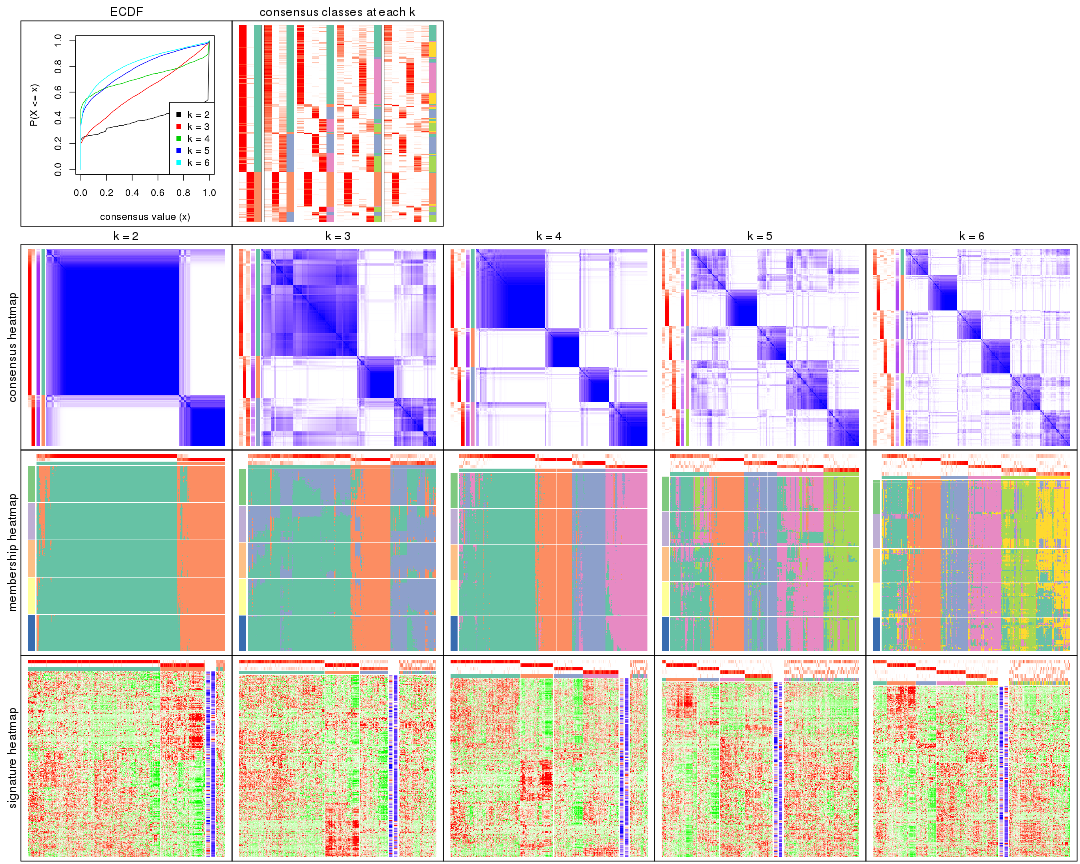 ECDF
consensus classes at each k
P(X <= x)
0.0 0.2 0.4 0.6 0.8 1.0
k = 2
k = 3
k = 4
k = 5
k = 6
0.0 0.2 0.4 0.6 0.8 1.0
consensus value (x)
k = 2
k = 3
k = 4
k = 5
k = 6
consensus heatmap
membership heatmap
signature heatmap